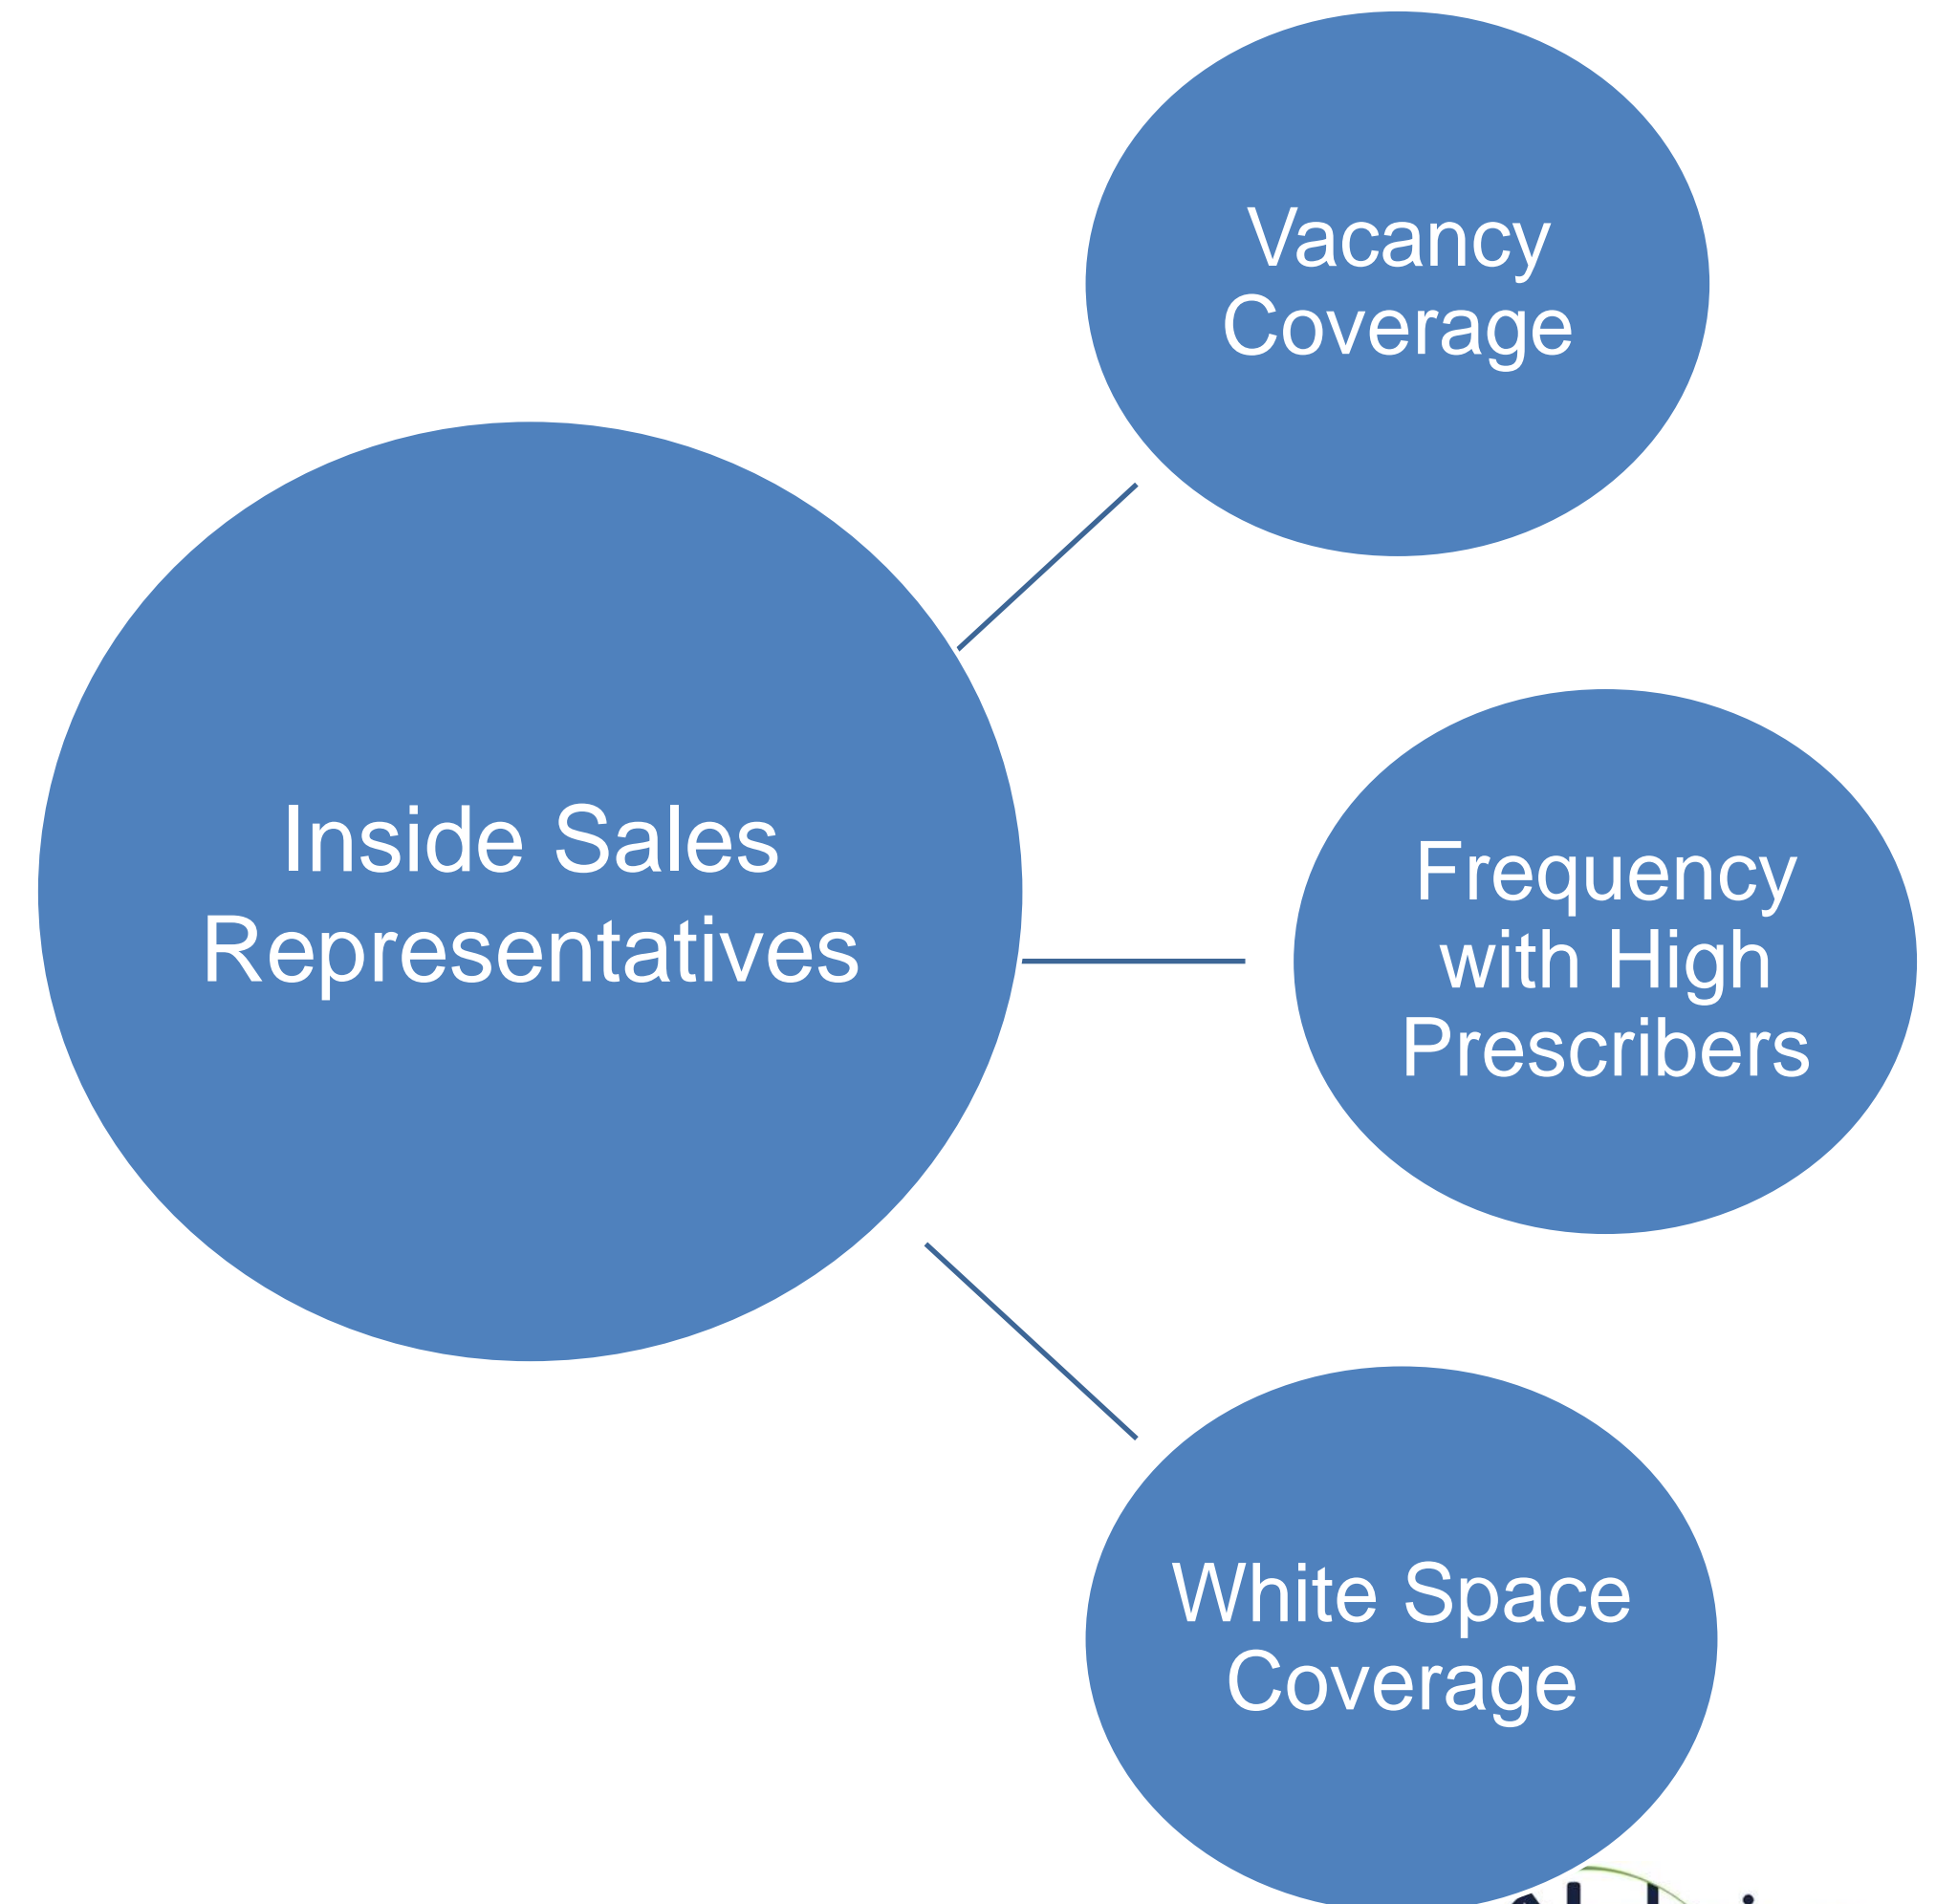 Vacancy
Coverage
Inside Sales
Representatives
Frequency
with High
Prescribers
White Space
Coverage